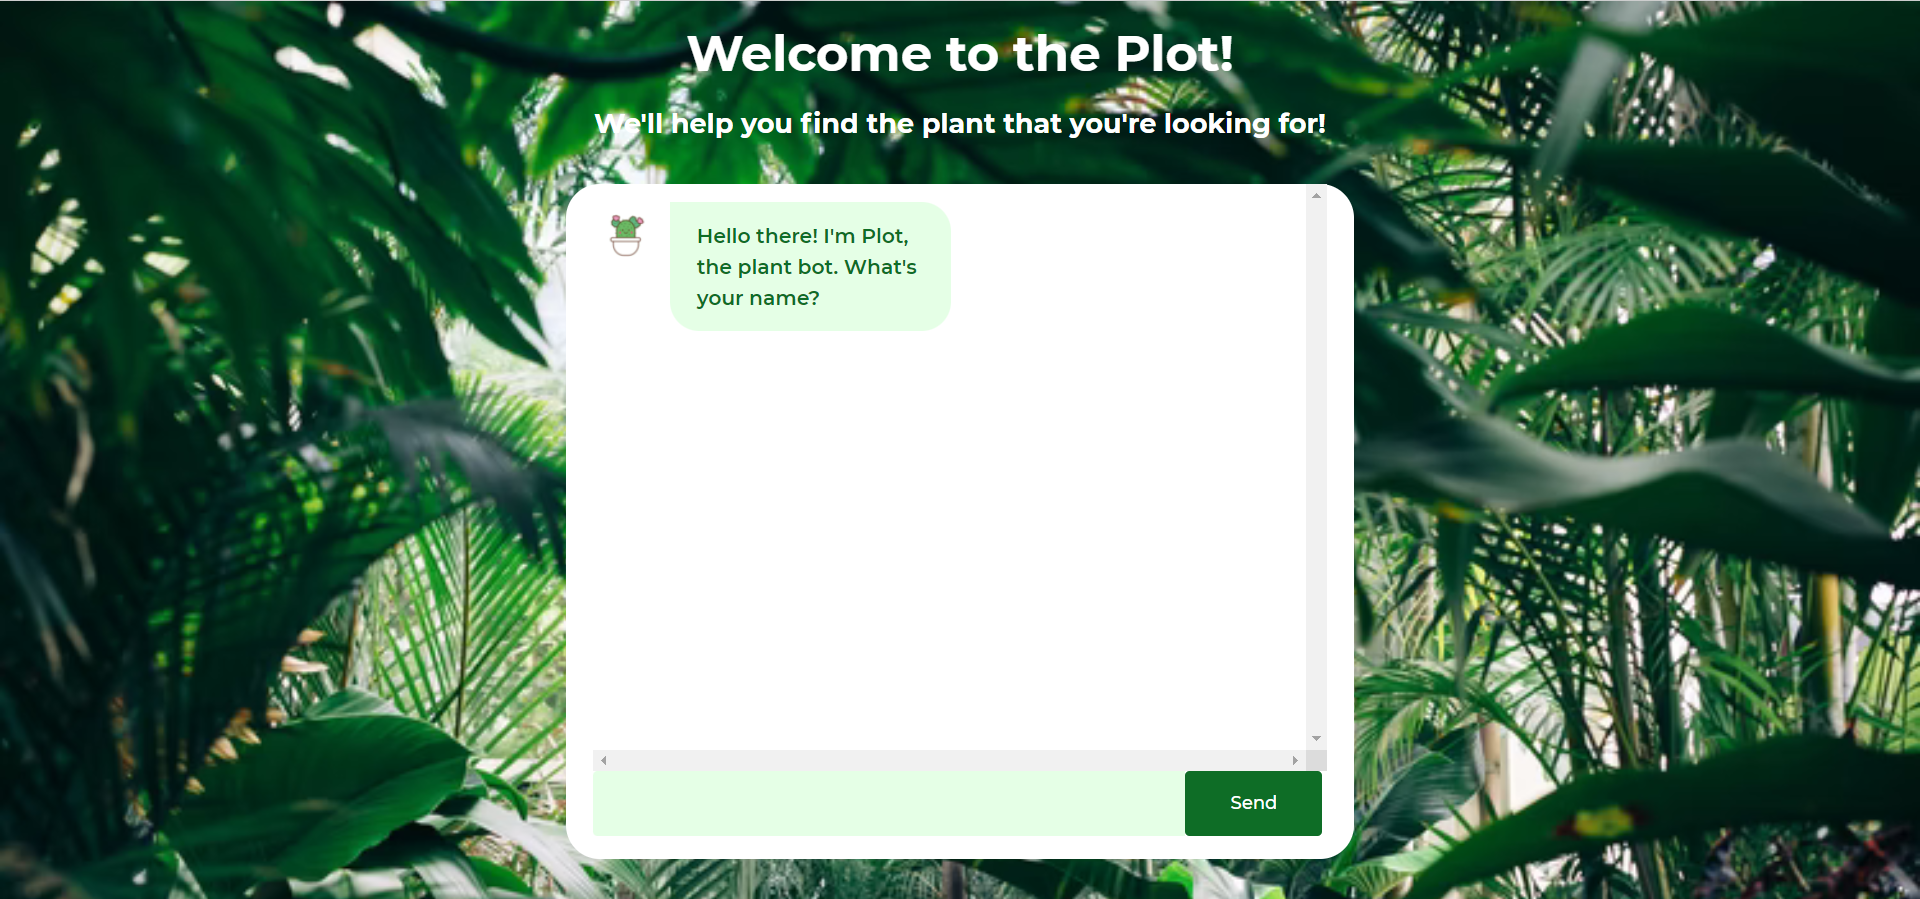 Welcome to the Plot!
We'll help you find the plant that you're looking for!
Hello there! I'm Plot,
the plant bot. What's
your name?
Send